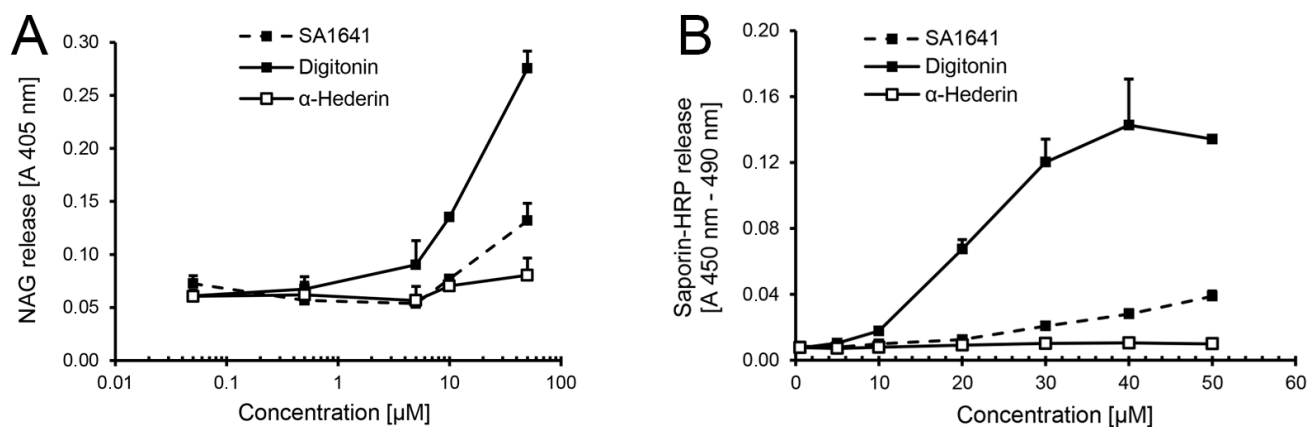 A
SA1641
Digitonin
α-Hederin
NAG release [A 405 nm]
0.30
0.25
0.20
0.15
0.10
0.05
0.00
0.01
0.1
1
10
100
Concentration [µM]
B
SA1641
Digitonin
α-Hederin
Saporin-HRP release
[A 450 nm - 490 nm]
0.20
0.16
0.12
0.08
0.04
0.00
0
10
20
30
40
50
60
Concentration [µM]